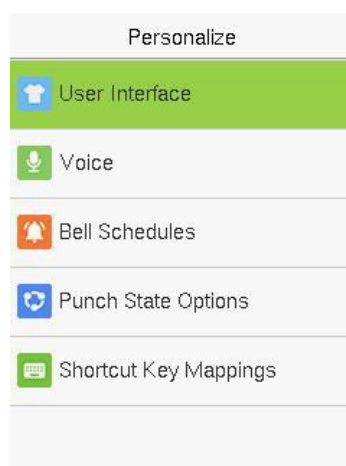 Personalize
User Interface
Voice
Bell Schedules
Punch State Options
Shortcut Key Mappings